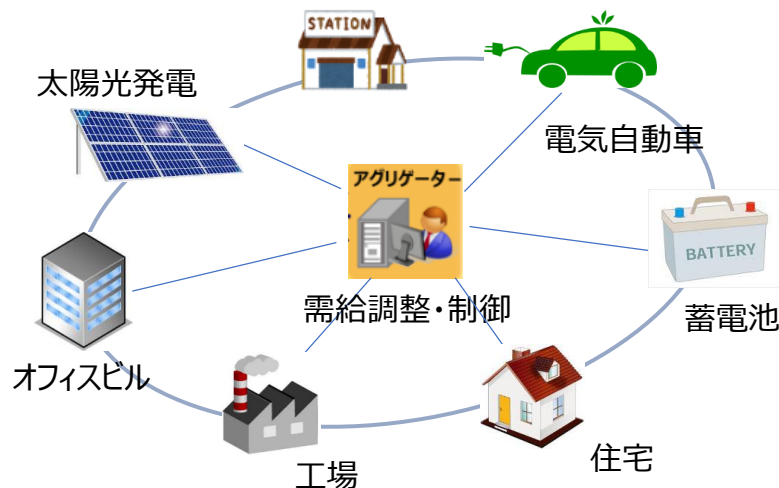 STATION
太陽光発電
電気自動車
アグリゲーター
BATTERY
需給調整・制御
蓄電池
オフィスビル
住宅
工場